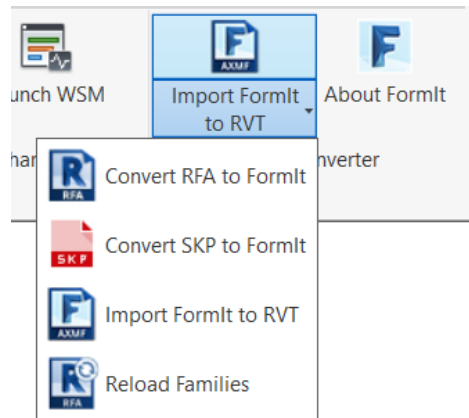 unch WSM
Import FormIt
to RVT
About FormIt
nverter
AXMF
Convert RFA to FormIt
RFA
Convert SKP to FormIt
SKP
Import FormIt to RVT
AXMF
Reload Families
RFA